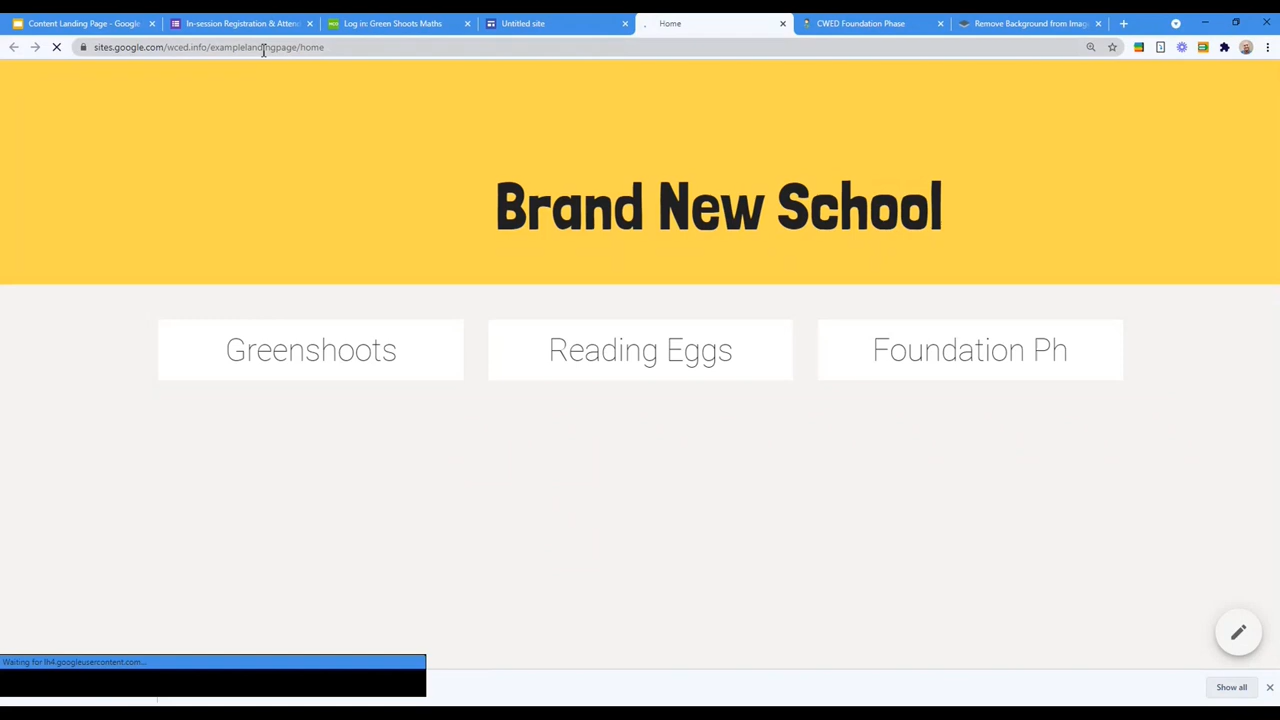 Content Landing Page - Google
In-session Registration & Attend
Log in: Green Shoots Maths
Untitled site
Home
CWED Foundation Phase
Remove Background from Imag
sites.google.com/wced.info/examplelandingpage/home
Brand New School
Greenshoots
Reading Eggs
Foundation Ph
Waiting for lh4.googleusercontent.com...
Show all